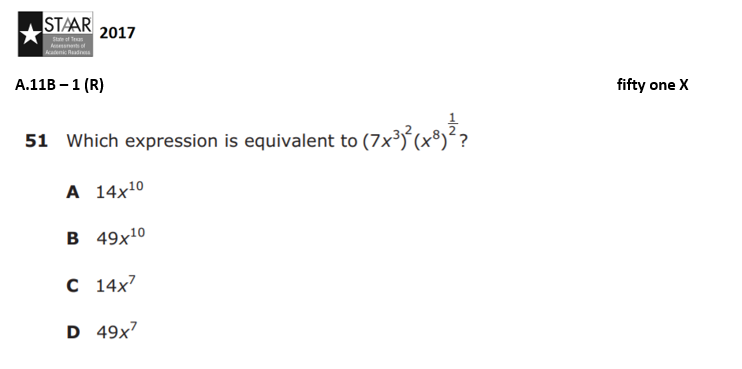 STAAR
State of Texas
Assessments of
Academic Readiness
2017
A.11B – 1 (R)
fifty one X
51 Which expression is equivalent to (7x³)²(x⁸)^(1/2)?
A 14x¹⁰
B 49x¹⁰
C 14x⁷
D 49x⁷